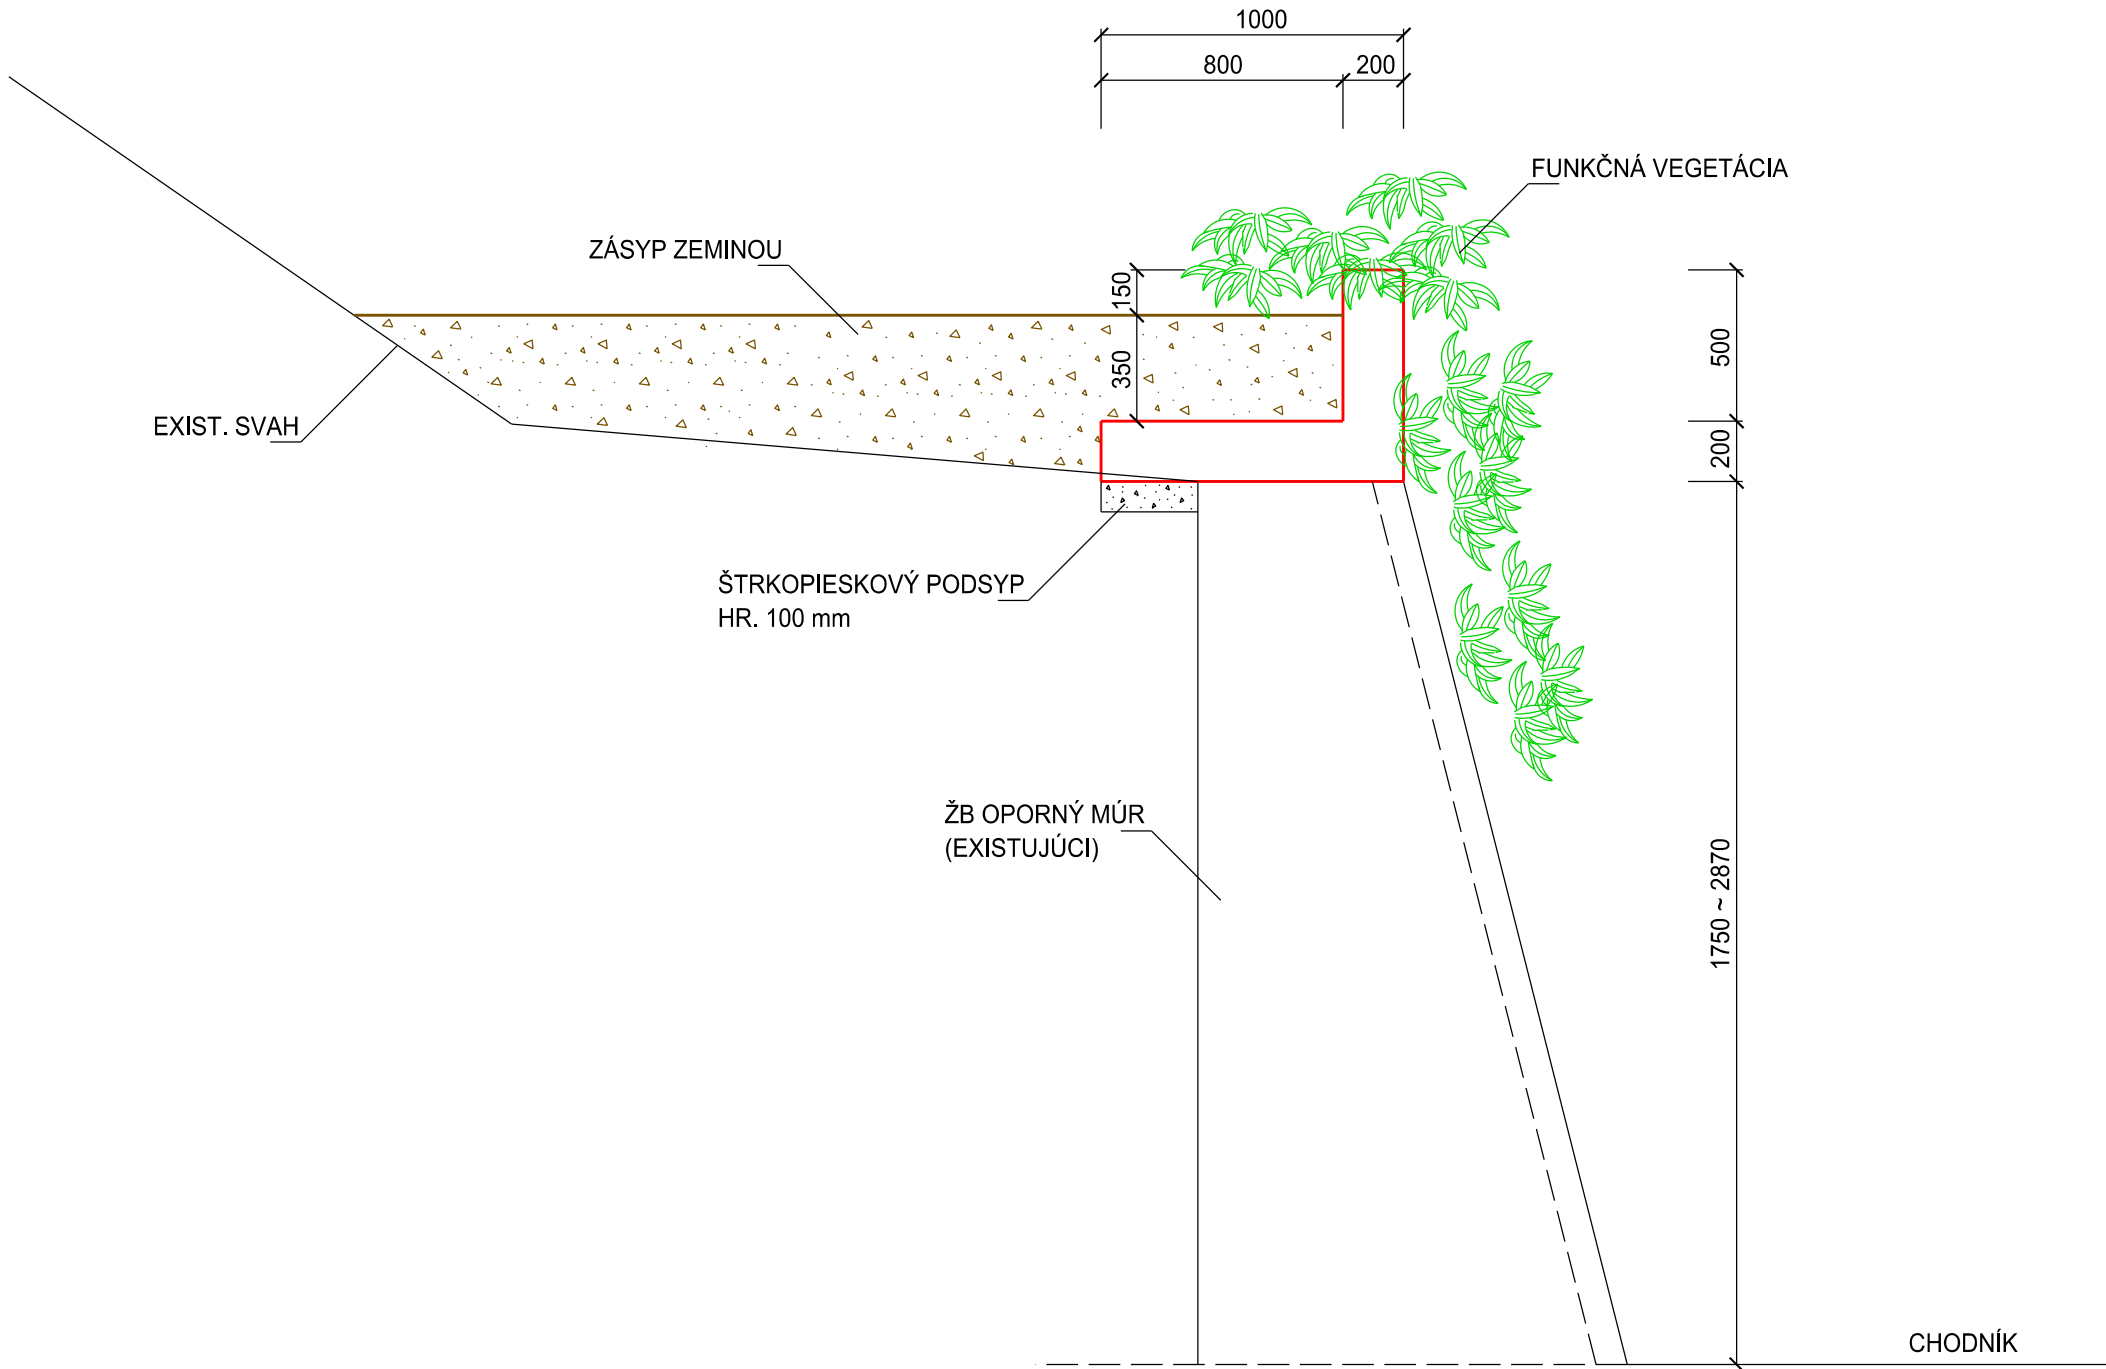 1000
800
200
FUNKČNÁ VEGETÁCIA
ZÁSYP ZEMINOU
150
350
500
200
EXIST. SVAH
ŠTRKOPIESKOVÝ PODSYP
HR. 100 mm
ŽB OPORNÝ MÚR
(EXISTUJÚCI)
1750 ~ 2870
CHODNÍK